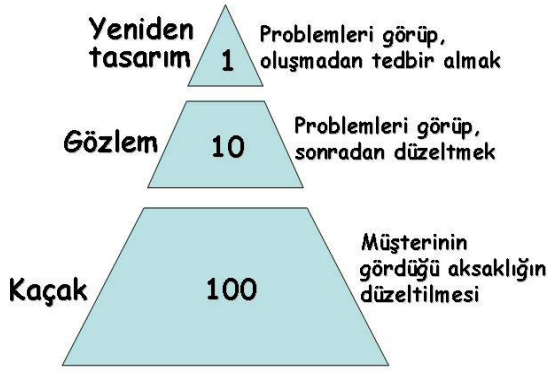 Yeniden
tasarım
1
Problemleri görüp,
oluşmadan tedbir almak
Gözlem
10
Problemleri görüp,
sonradan düzeltmek
Kaçak
100
Müşterinin
gördüğü aksaklığın
düzeltilmesi